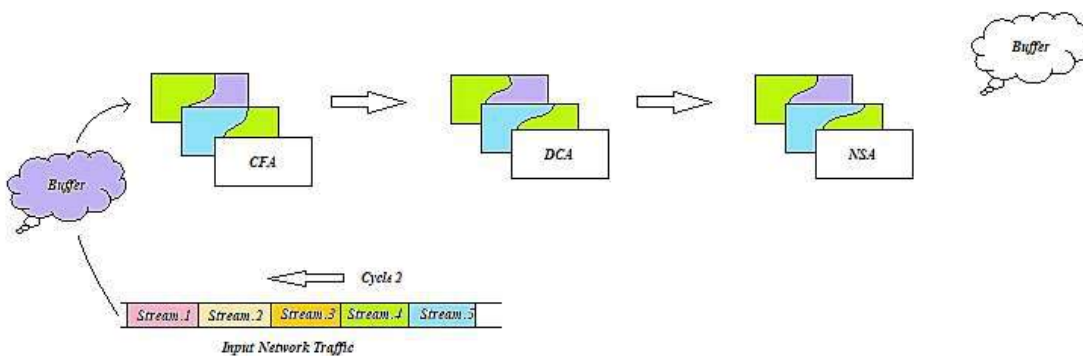 Buffer
CFA
DCA
NSA
Buffer
Cycle 2
Stream.1 Stream.2 Stream.3 Stream.4 Stream.5
Input Network Traffic